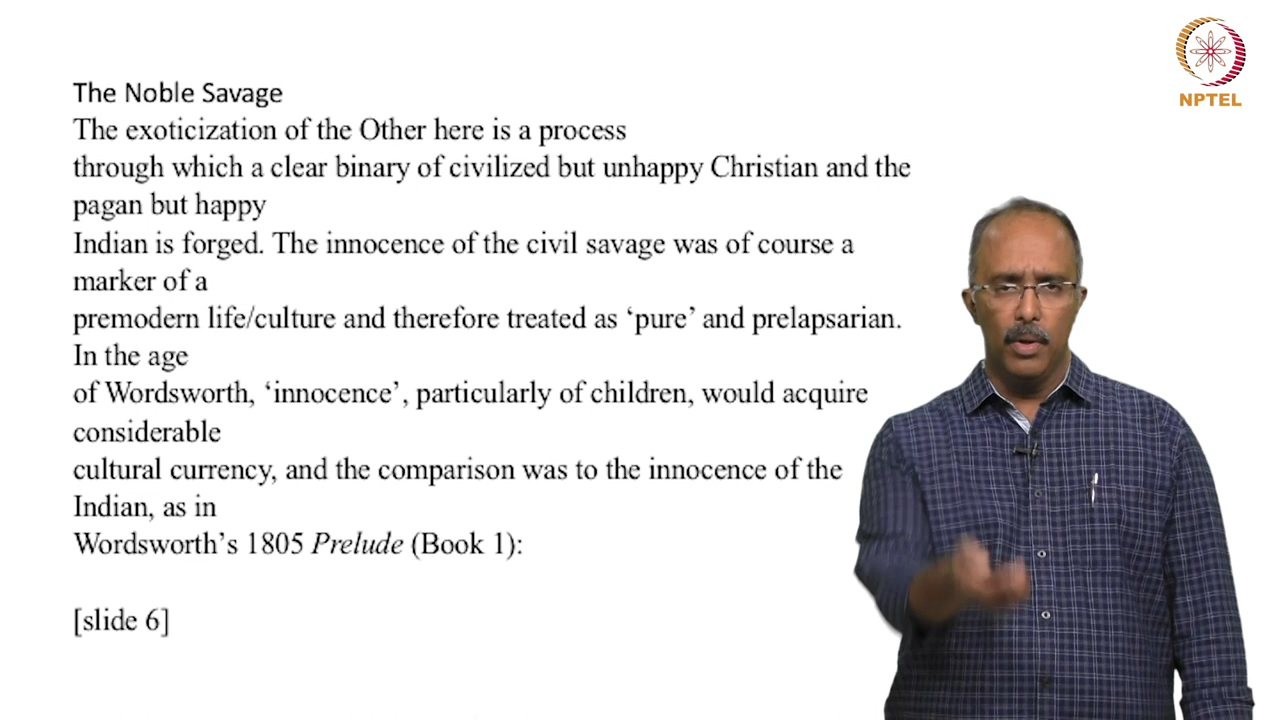 NPTEL
The Noble Savage
The exoticization of the Other here is a process
through which a clear binary of civilized but unhappy Christian and the
pagan but happy
Indian is forged. The innocence of the civil savage was of course a
marker of a
premodern life/culture and therefore treated as ‘pure’ and prelapsarian.
In the age
of Wordsworth, ‘innocence’, particularly of children, would acquire
considerable
cultural currency, and the comparison was to the innocence of the
Indian, as in
Wordsworth’s 1805 Prelude (Book 1):
[slide 6]